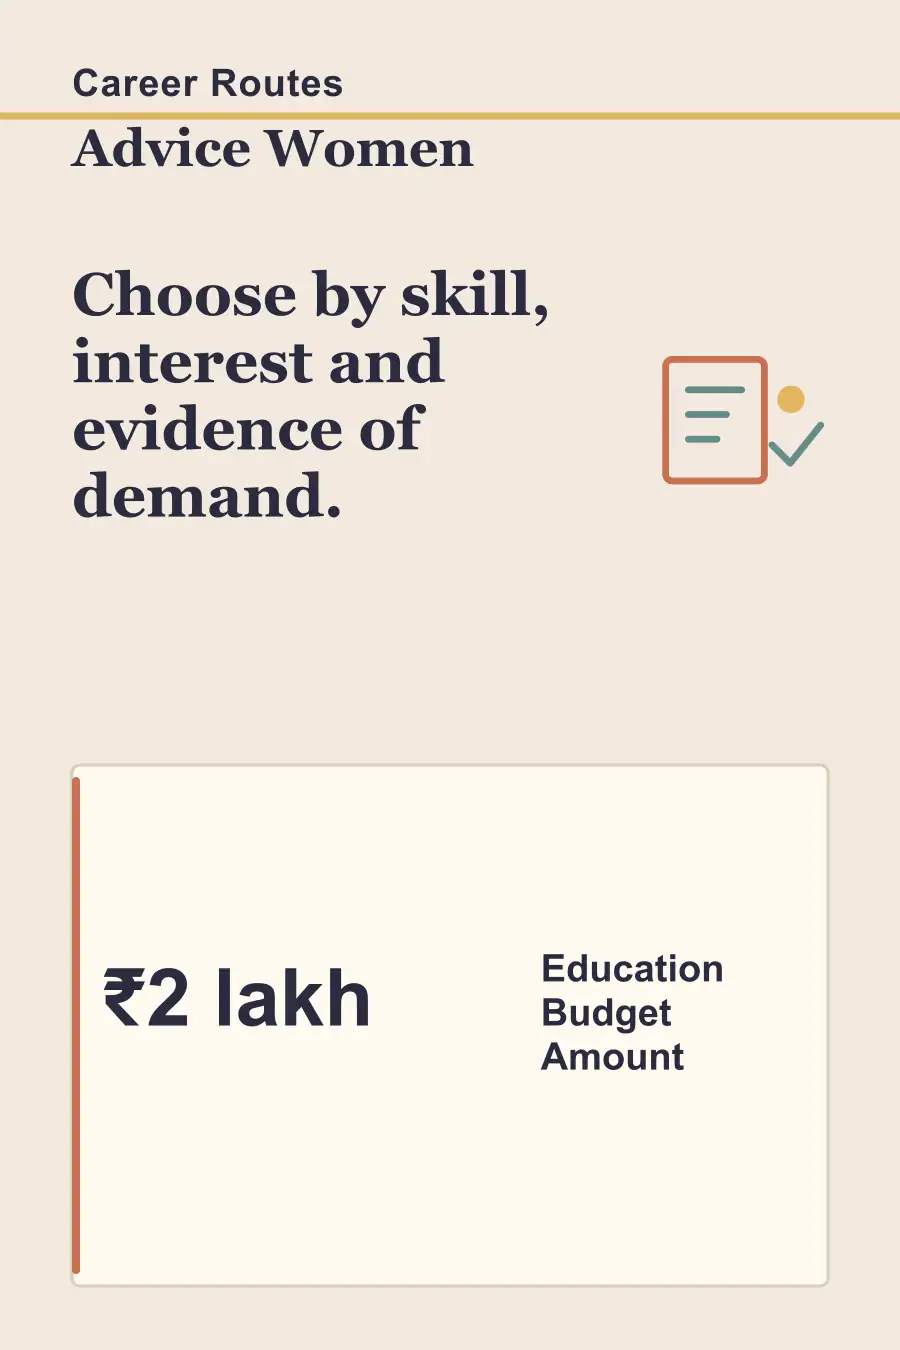 Career Routes
Advice Women
Choose by skill,
interest and
evidence of
demand.
₹2 lakh
Education
Budget
Amount